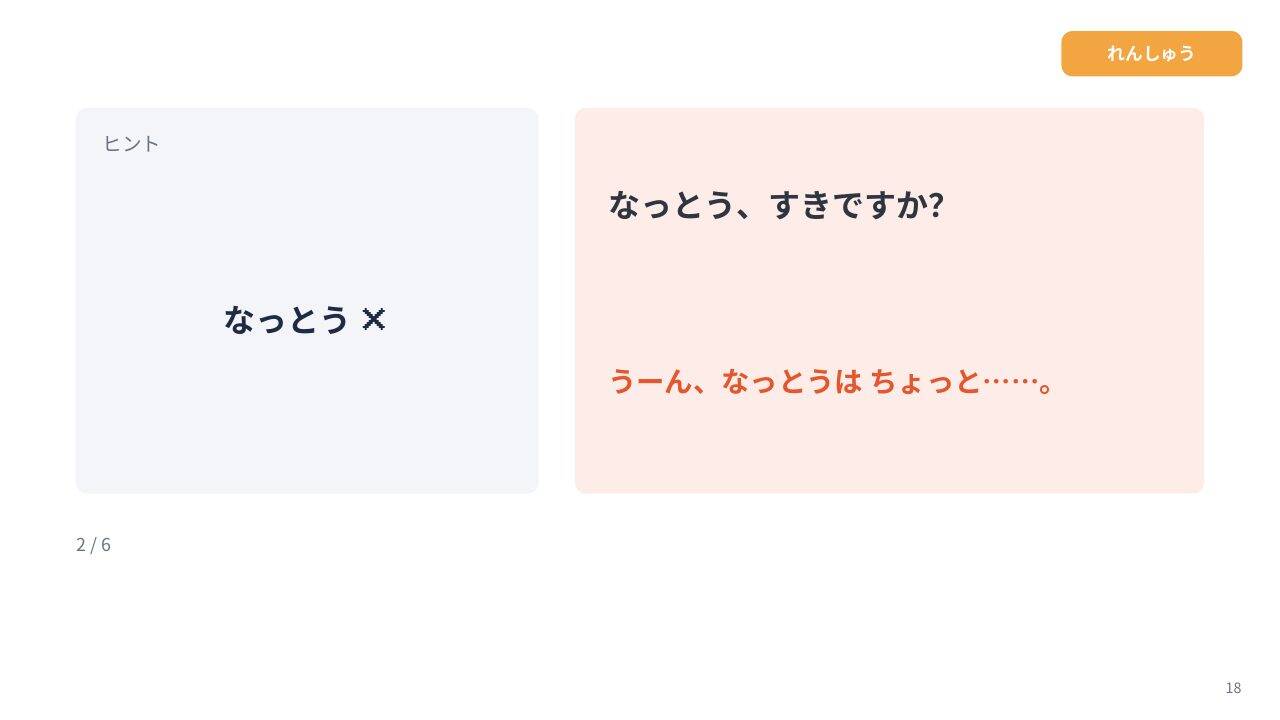 れんしゅう
ヒント
なっとう ✕
なっとう、すきですか?
うーん、なっとうは ちょっと……。
2 / 6
18